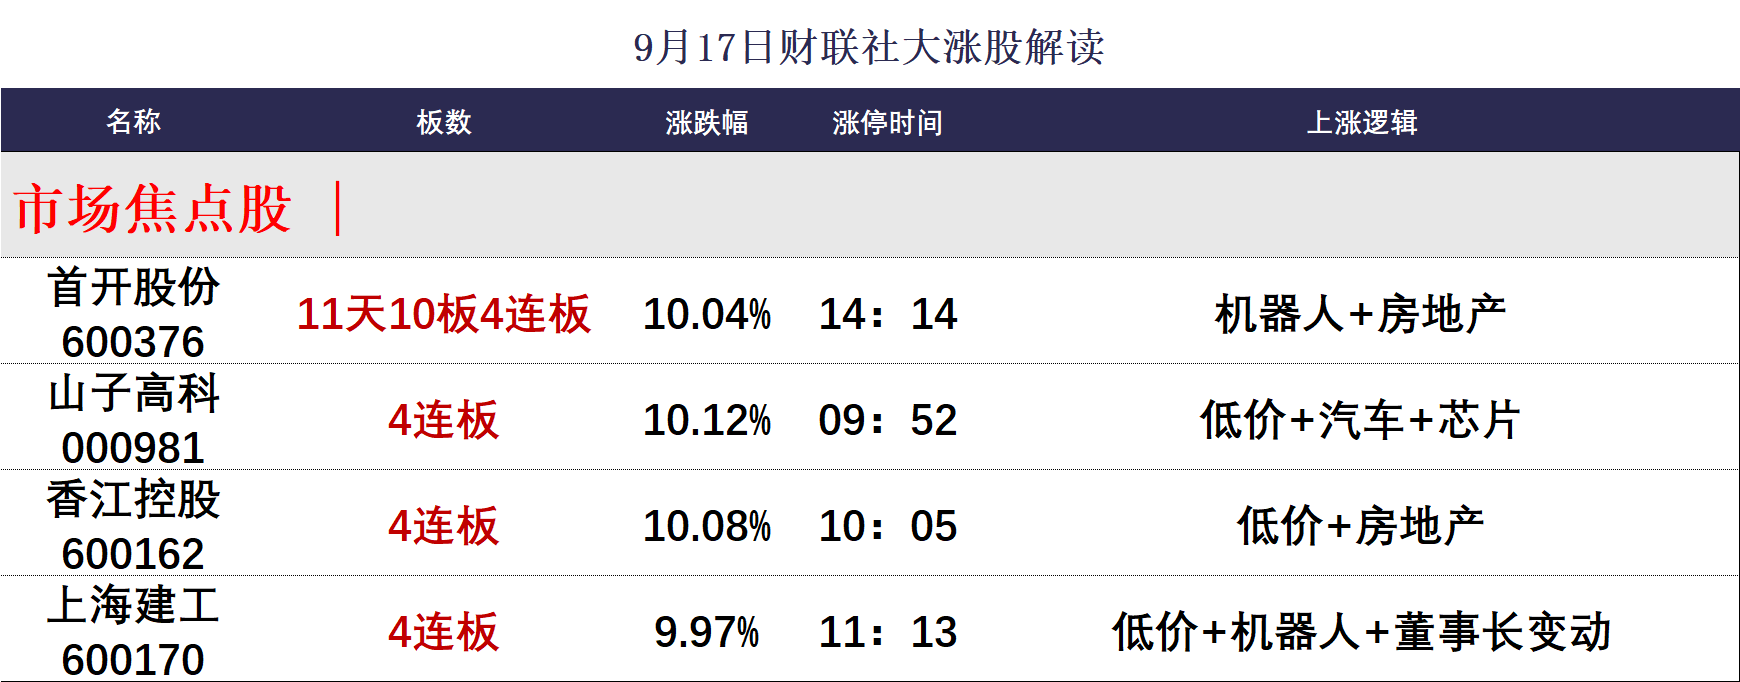 9月17日财联社大涨股解读
名称 板数 涨跌幅 涨停时间 上涨逻辑
市场焦点股 ｜
首开股份
600376
11天10板4连板 10.04% 14：14 机器人+房地产
山子高科
000981
4连板 10.12% 09：52 低价+汽车+芯片
香江控股
600162
4连板 10.08% 10：05 低价+房地产
上海建工
600170
4连板 9.97% 11：13 低价+机器人+董事长变动